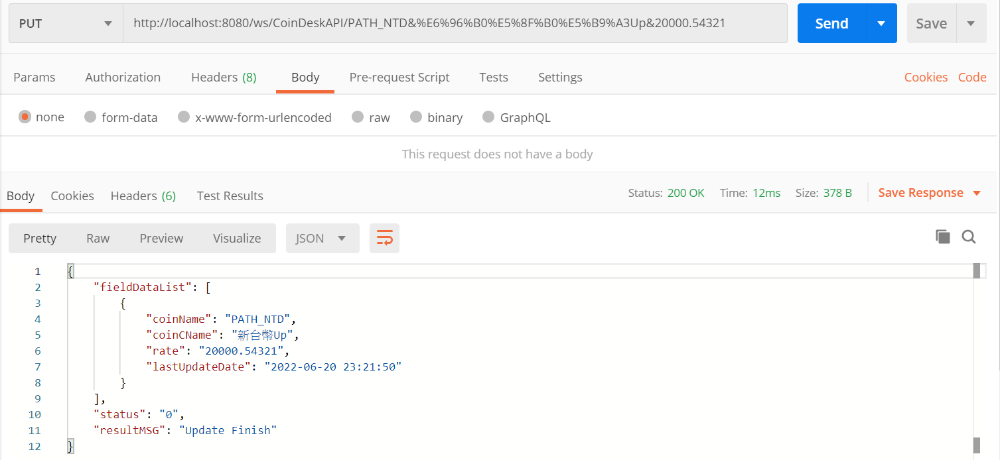 PUT http://localhost:8080/ws/CoinDeskAPI/PATH_NTD&%E6%96%B0%E5%8F%B0%E5%B9%A3Up&20000.54321 Send Save
Params Authorization Headers (8) Body Pre-request Script Tests Settings Cookies Code
none form-data x-www-form-urlencoded raw binary GraphQL
This request does not have a body
Body Cookies Headers (6) Test Results Status: 200 OK Time: 12ms Size: 378 B Save Response
Pretty Raw Preview Visualize JSON
1 {
2 "fieldDataList": [
3 {
4 "coinName": "PATH_NTD",
5 "coinCName": "新台幣Up",
6 "rate": "20000.54321",
7 "lastUpdateDate": "2022-06-20 23:21:50"
8 }
9 ],
10 "status": "0",
11 "resultMSG": "Update Finish"
12 }